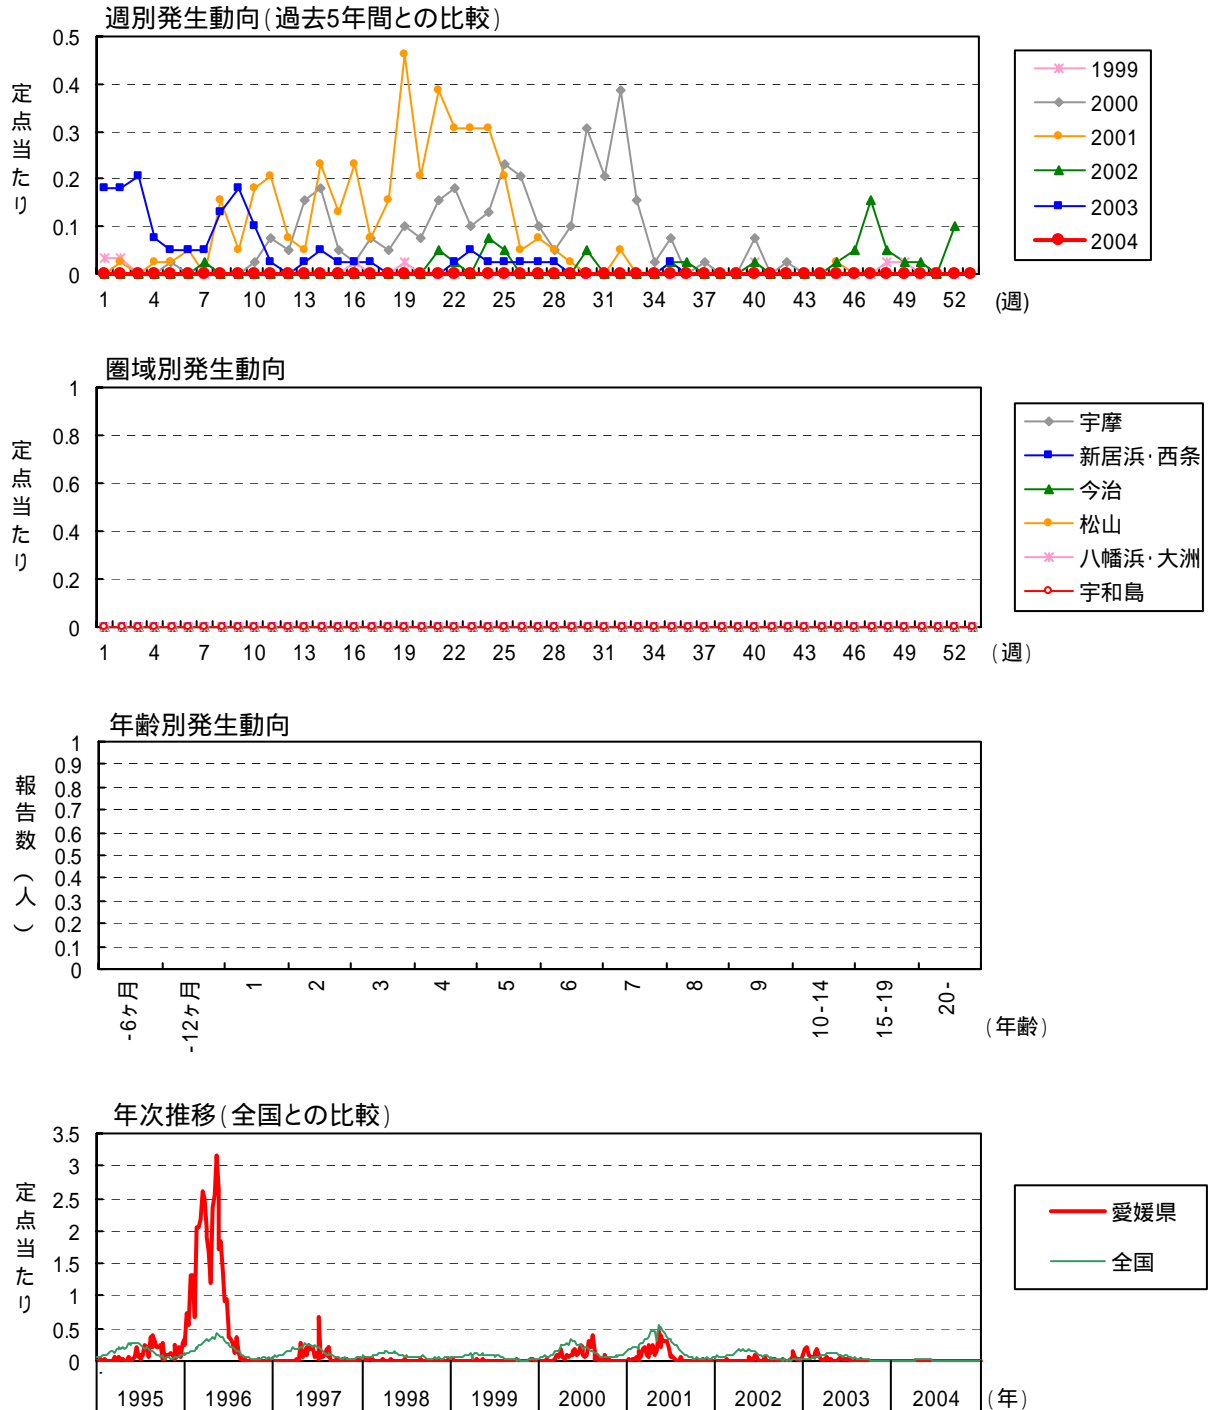 週別発生動向(過去5年間との比較)
定点当たり
0.5
0.4
0.3
0.2
0.1
0
1 4 7 10 13 16 19 22 25 28 31 34 37 40 43 46 49 52 (週)
1999
2000
2001
2002
2003
2004
圏域別発生動向
定点当たり
1
0.8
0.6
0.4
0.2
0
1 4 7 10 13 16 19 22 25 28 31 34 37 40 43 46 49 52 (週)
宇摩
新居浜・西条
今治
松山
八幡浜・大洲
宇和島
年齢別発生動向
報告数(人)
1
0.9
0.8
0.7
0.6
0.5
0.4
0.3
0.2
0.1
0
-6ヶ月 -12ヶ月 1 2 3 4 5 6 7 8 9 10-14 15-19 20- (年齢)
年次推移(全国との比較)
定点当たり
3.5
3
2.5
2
1.5
1
0.5
0
1995 1996 1997 1998 1999 2000 2001 2002 2003 2004 (年)
愛媛県
全国